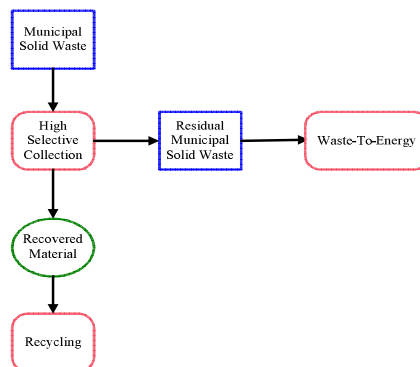 Municipal
Solid Waste
High
Selective
Collection
Residual
Municipal
Solid Waste
Waste-To-Energy
Recovered
Material
Recycling